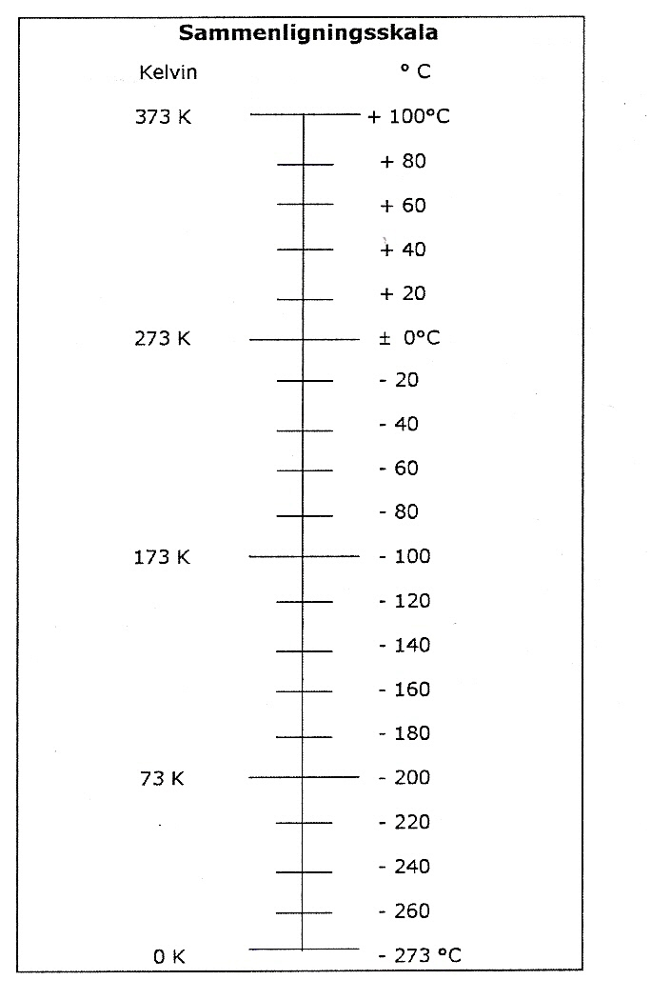 Sammenligningsskala
Kelvin ° C
373 K + 100°C
+ 80
+ 60
+ 40
+ 20
273 K ± 0°C
- 20
- 40
- 60
- 80
173 K - 100
- 120
- 140
- 160
- 180
73 K - 200
- 220
- 240
- 260
0 K - 273 °C